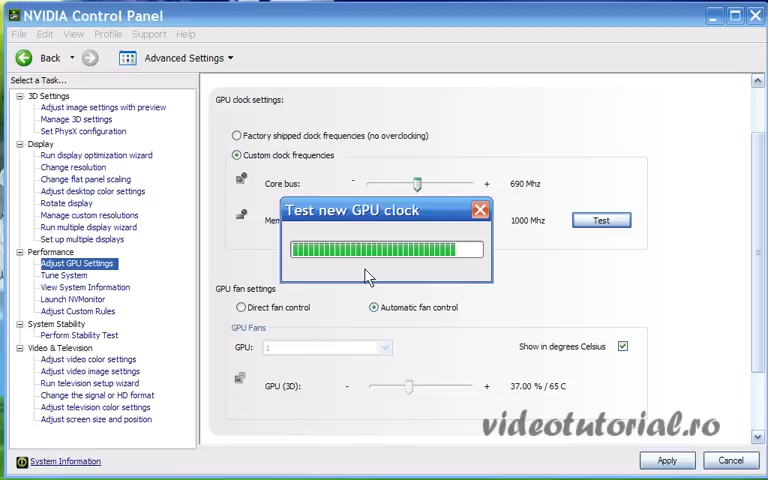 NVIDIA Control Panel
File Edit View Profile Support Help
Back Advanced Settings
Select a Task...
3D Settings
Adjust image settings with preview
Manage 3D settings
Set PhysX configuration
Display
Run display optimization wizard
Change resolution
Change flat panel scaling
Adjust desktop color settings
Rotate display
Manage custom resolutions
Run multiple display wizard
Set up multiple displays
Performance
Adjust GPU Settings
Tune System
View System Information
Launch NVMonitor
Adjust Custom Rules
System Stability
Perform Stability Test
Video & Television
Adjust video color settings
Adjust video image settings
Run television setup wizard
Change the signal or HD format
Adjust television color settings
Adjust screen size and position
System Information
GPU clock settings:
Factory shipped clock frequencies (no overclocking)
Custom clock frequencies
Core bus: - + 690 Mhz
Mem 1000 Mhz Test
Test new GPU clock
GPU fan settings
Direct fan control Automatic fan control
GPU Fans
GPU: 1 Show in degrees Celsius
GPU (3D): - + 37.00 % / 65 C
videotutorial.ro
Apply Cancel